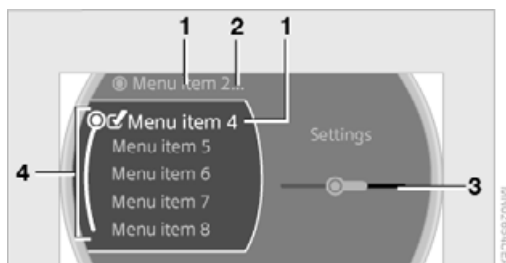 1 2 1
Menu item 2...
Menu item 4
Settings
Menu item 5
4
Menu item 6
3
Menu item 7
Menu item 8